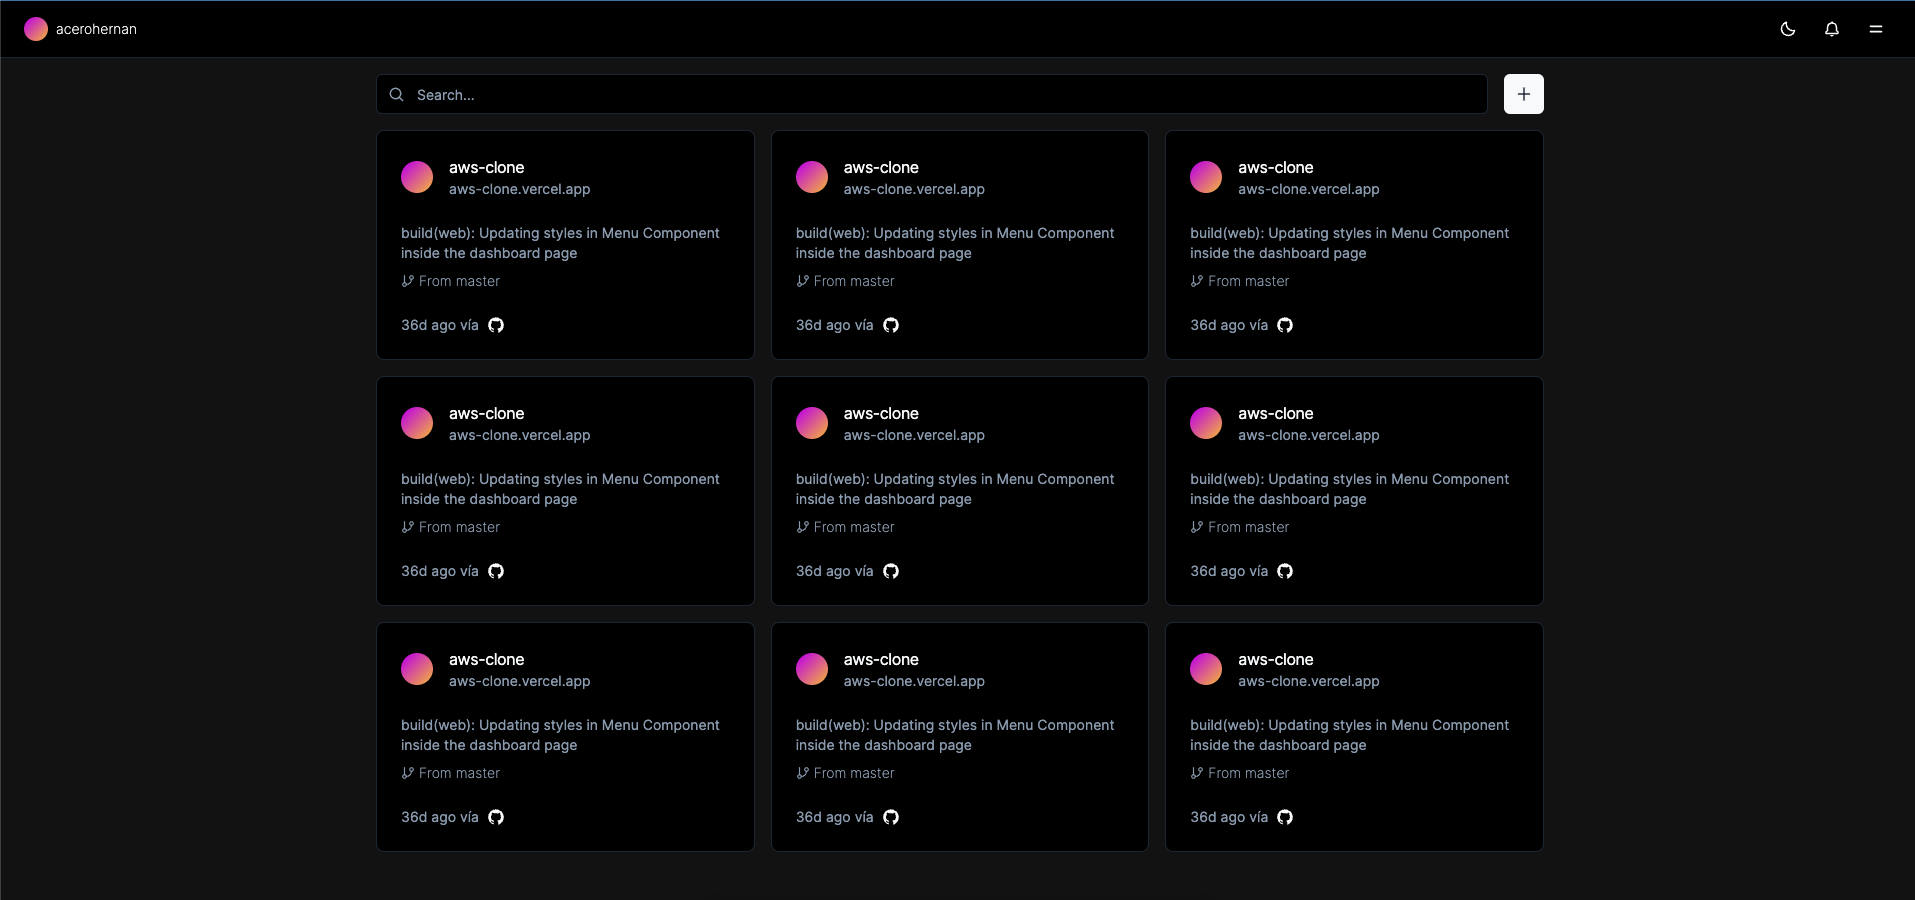 acerohernan
Search...
aws-clone
aws-clone.vercel.app
build(web): Updating styles in Menu Component
inside the dashboard page
From master
36d ago vía
aws-clone
aws-clone.vercel.app
build(web): Updating styles in Menu Component
inside the dashboard page
From master
36d ago vía
aws-clone
aws-clone.vercel.app
build(web): Updating styles in Menu Component
inside the dashboard page
From master
36d ago vía
aws-clone
aws-clone.vercel.app
build(web): Updating styles in Menu Component
inside the dashboard page
From master
36d ago vía
aws-clone
aws-clone.vercel.app
build(web): Updating styles in Menu Component
inside the dashboard page
From master
36d ago vía
aws-clone
aws-clone.vercel.app
build(web): Updating styles in Menu Component
inside the dashboard page
From master
36d ago vía
aws-clone
aws-clone.vercel.app
build(web): Updating styles in Menu Component
inside the dashboard page
From master
36d ago vía
aws-clone
aws-clone.vercel.app
build(web): Updating styles in Menu Component
inside the dashboard page
From master
36d ago vía
aws-clone
aws-clone.vercel.app
build(web): Updating styles in Menu Component
inside the dashboard page
From master
36d ago vía